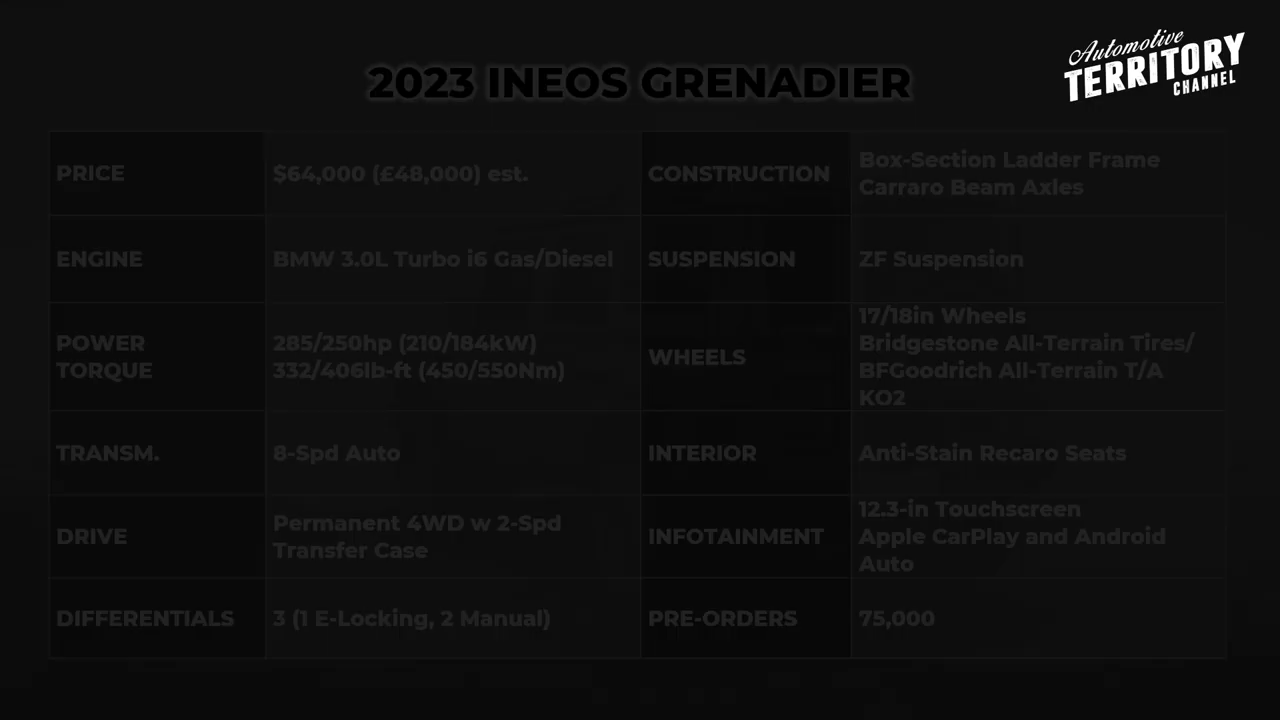 Automotive
TERRITORY
CHANNEL
2023 INEOS GRENADIER
PRICE
$64,000 (£48,000) est.
CONSTRUCTION
Box-Section Ladder Frame
Carraro Beam Axles
ENGINE
BMW 3.0L Turbo i6 Gas/Diesel
SUSPENSION
ZF Suspension
POWER
TORQUE
285/250hp (210/184kW)
332/406lb-ft (450/550Nm)
WHEELS
17/18in Wheels
Bridgestone All-Terrain Tires/
BFGoodrich All-Terrain T/A
KO2
TRANSM.
8-Spd Auto
INTERIOR
Anti-Stain Recaro Seats
DRIVE
Permanent 4WD w 2-Spd
Transfer Case
INFOTAINMENT
12.3-in Touchscreen
Apple CarPlay and Android
Auto
DIFFERENTIALS
3 (1 E-Locking, 2 Manual)
PRE-ORDERS
75,000